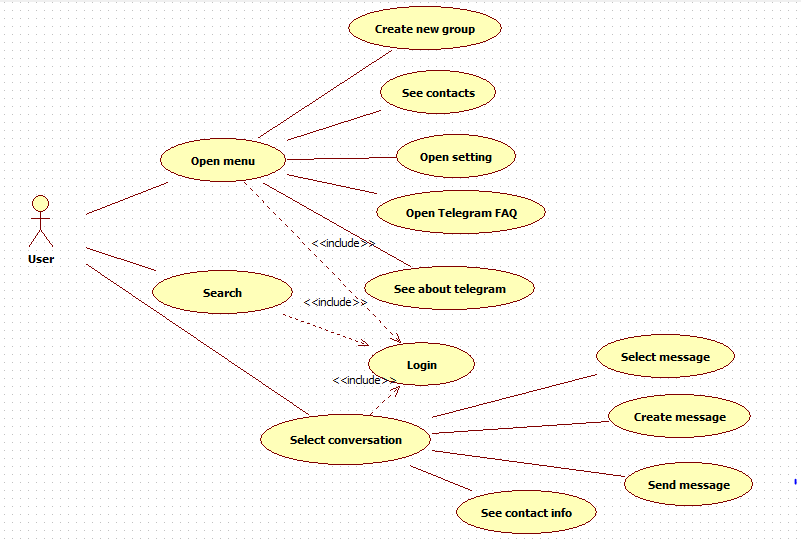 Create new group
See contacts
Open menu
Open setting
Open Telegram FAQ
<<include>>
User
Search
See about telegram
<<include>>
Login
Select message
<<include>>
Create message
Select conversation
Send message
See contact info